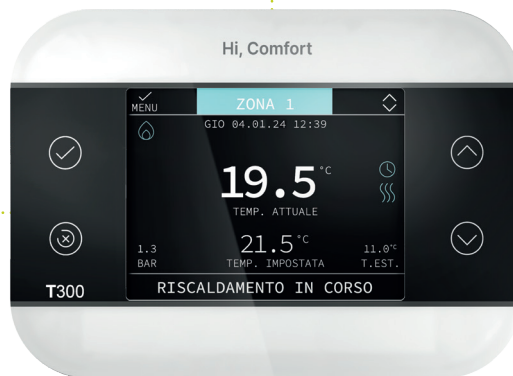 Hi, Comfort
MENU
ZONA 1
GIO 04.01.24 12:39
19.5°C
TEMP. ATTUALE
1.3
BAR
21.5°C
TEMP. IMPOSTATA
11.0°C
T.EST.
T300
RISCALDAMENTO IN CORSO